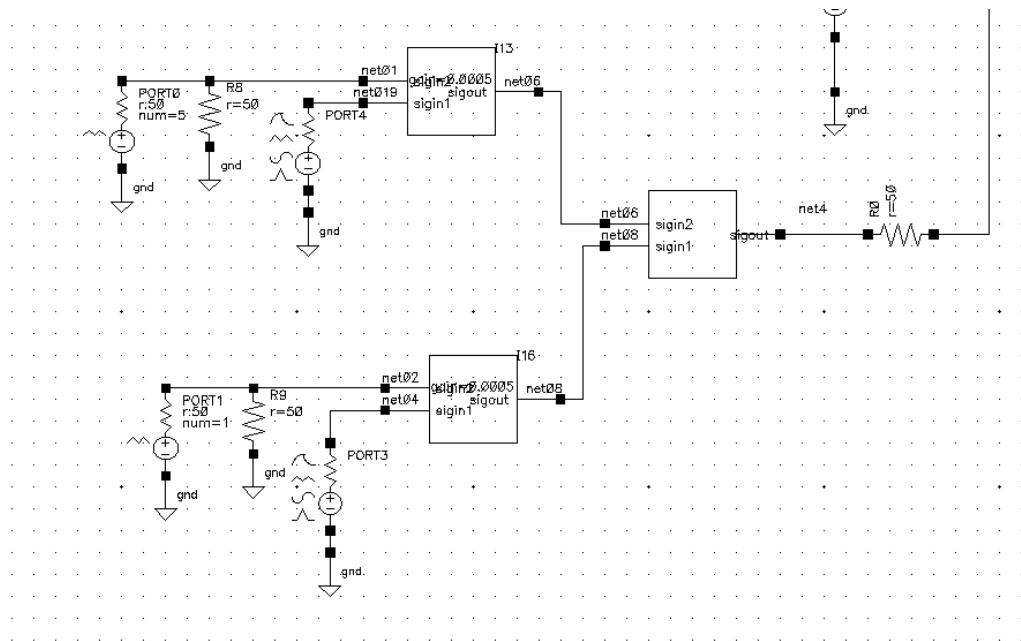 I13
net01
gain=0.0005
sigin2
net06
PORT0
r:50
num=5
R8
r=50
net019
sigin1
sigout
PORT4
gnd
gnd
gnd
gnd.
net06
sigin2
net08
sigin1
sigout
net4
R0
r=50
I16
net02
gain=0.0005
sigin2
net08
PORT1
r:50
num=1
R9
r=50
net04
sigin1
sigout
PORT3
gnd
gnd
gnd.